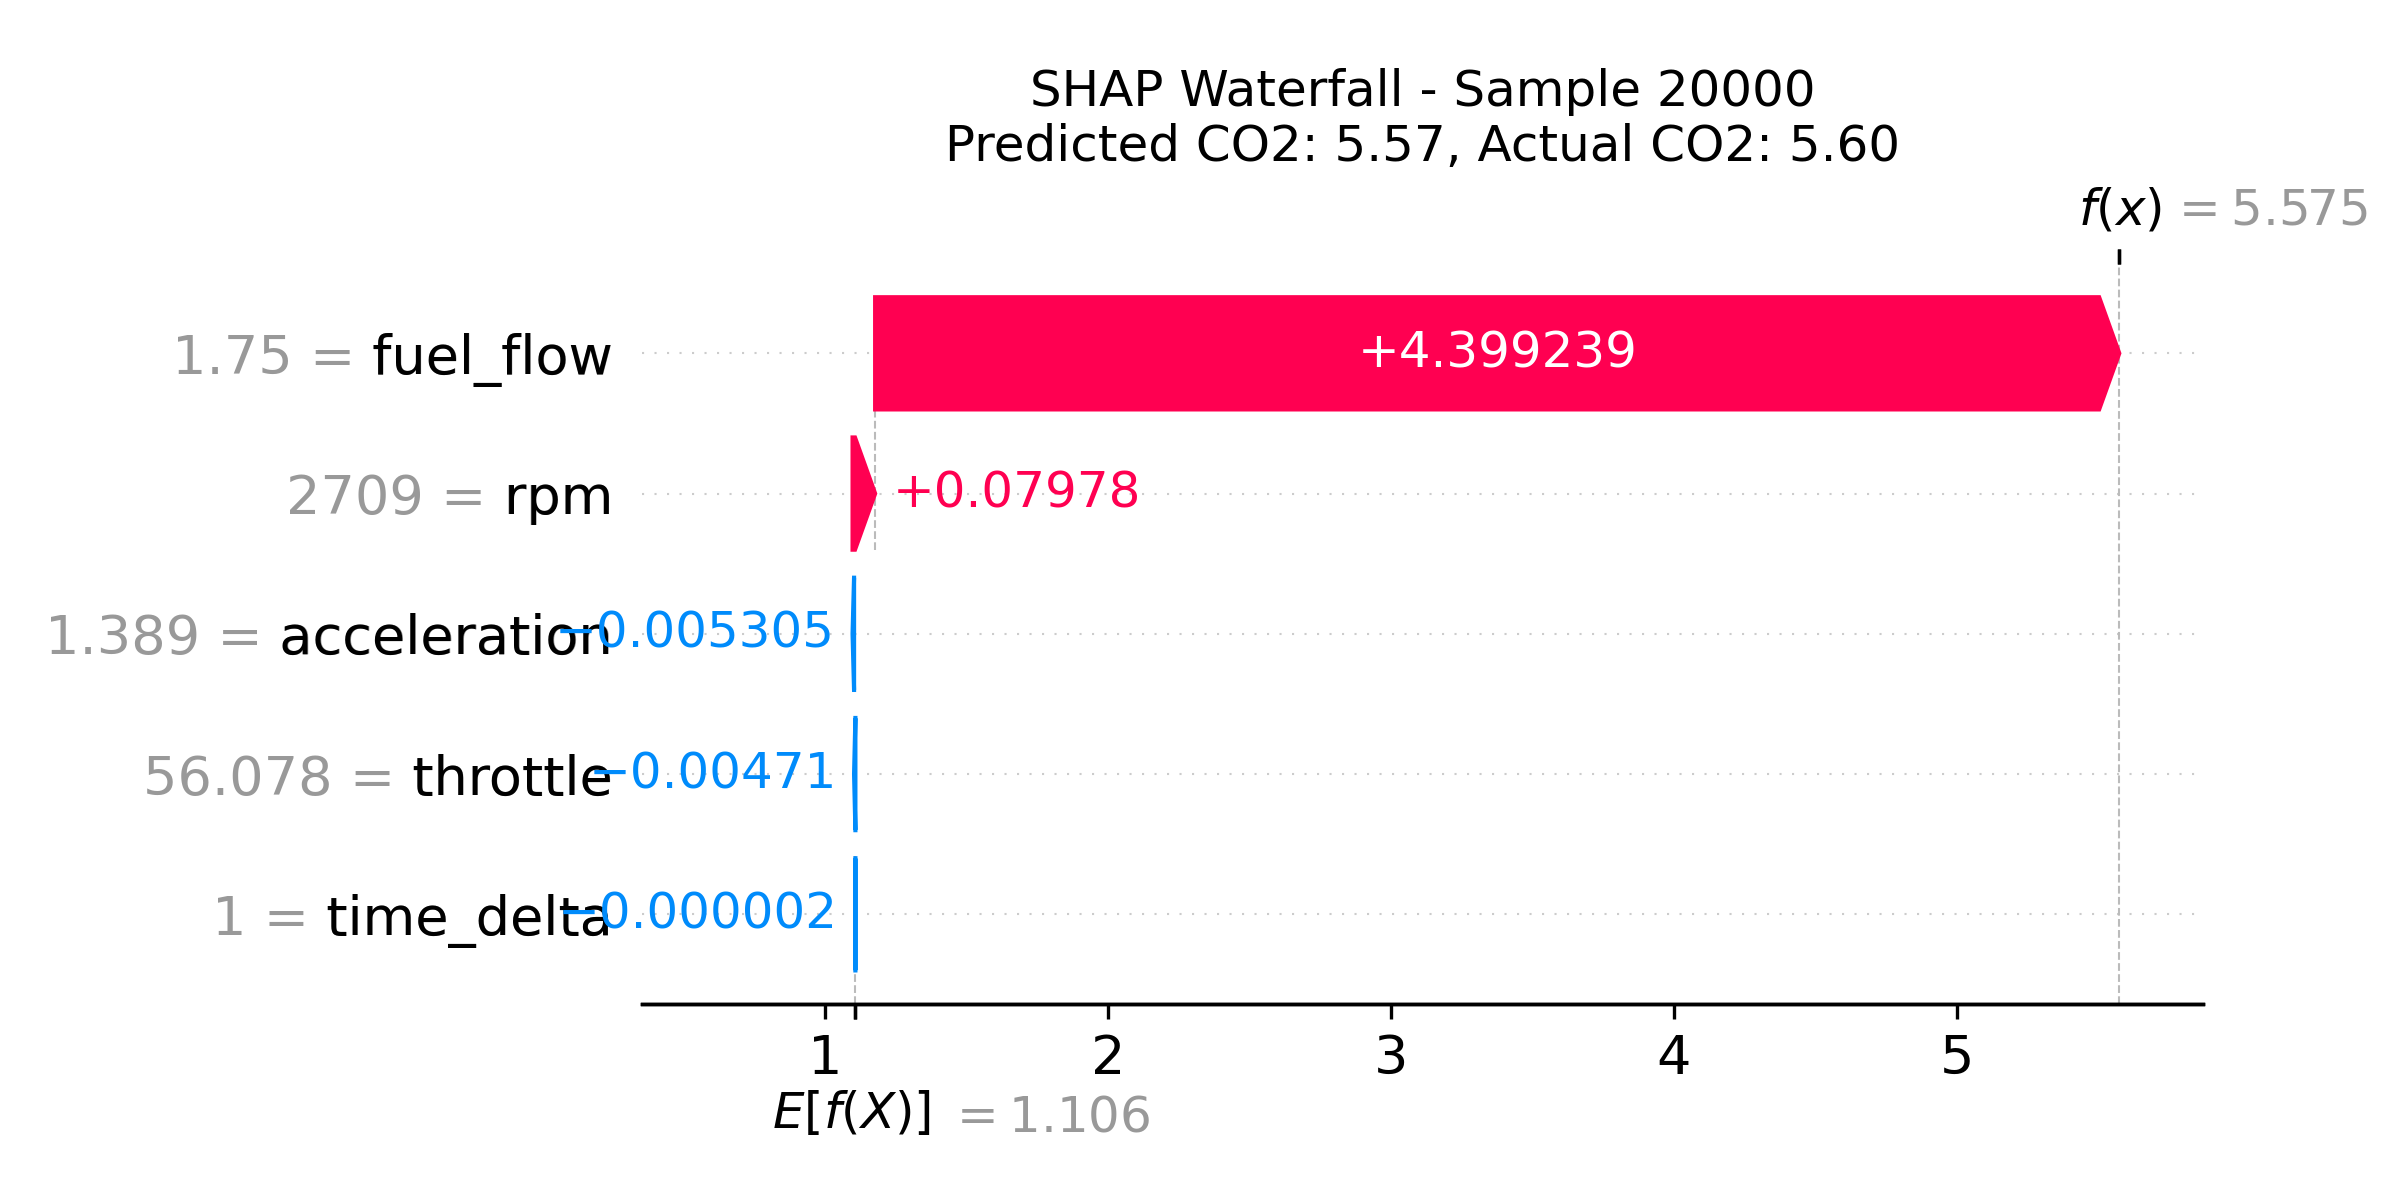 SHAP Waterfall - Sample 20000
Predicted CO2: 5.57, Actual CO2: 5.60
f(x) = 5.575
1.75 = fuel_flow +4.399239
2709 = rpm +0.07978
1.389 = acceleration −0.005305
56.078 = throttle −0.00471
1 = time_delta −0.000002
1 2 3 4 5
E[f(X)] = 1.106